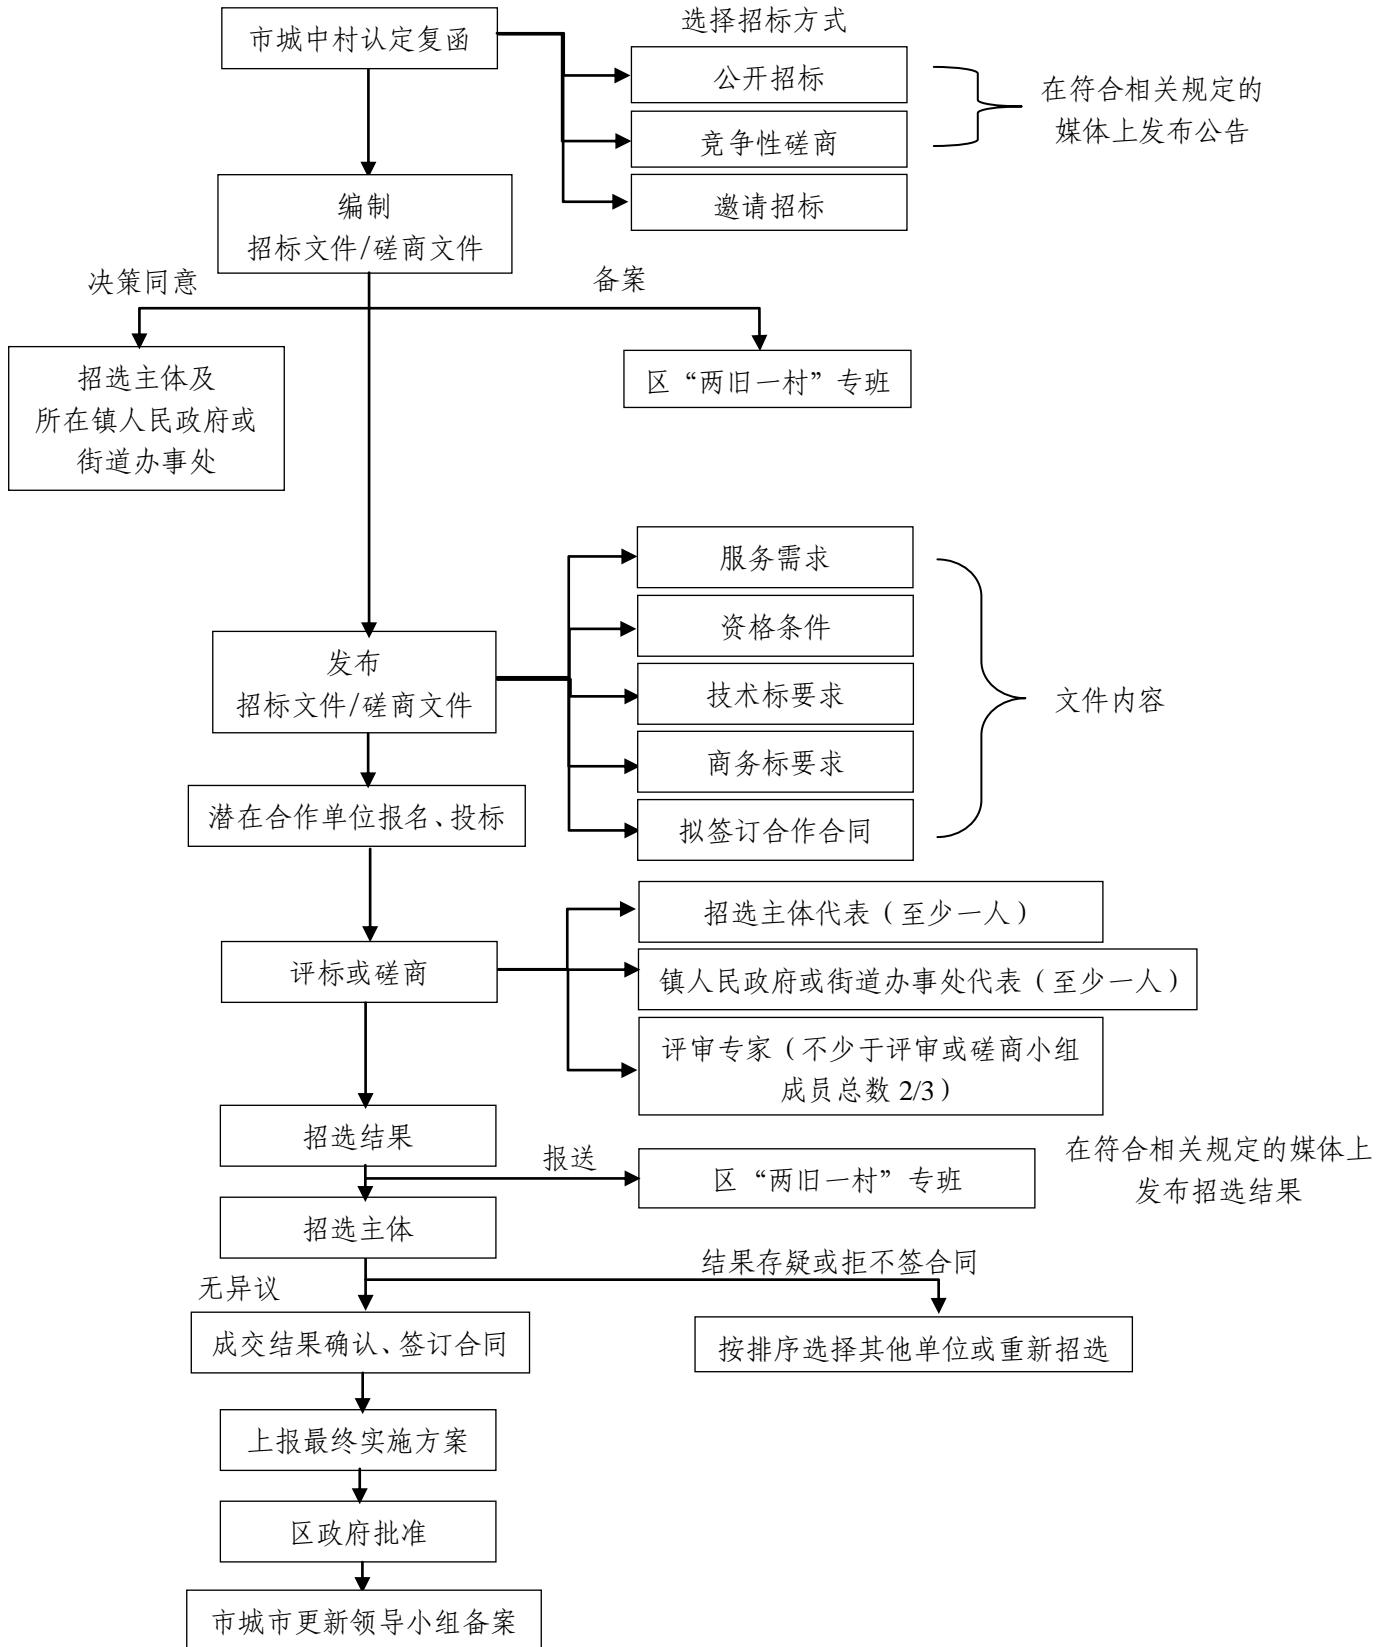 市城中村认定复函
选择招标方式
公开招标
竞争性磋商
邀请招标
在符合相关规定的
媒体上发布公告
编制
招标文件/磋商文件
决策同意
备案
招选主体及
所在镇人民政府或
街道办事处
区“两旧一村”专班
发布
招标文件/磋商文件
服务需求
资格条件
技术标要求
商务标要求
拟签订合作合同
文件内容
潜在合作单位报名、投标
评标或磋商
招选主体代表（至少一人）
镇人民政府或街道办事处代表（至少一人）
评审专家（不少于评审或磋商小组
成员总数 2/3）
招选结果
报送
区“两旧一村”专班
在符合相关规定的媒体上
发布招选结果
招选主体
无异议
结果存疑或拒不签合同
成交结果确认、签订合同
按排序选择其他单位或重新招选
上报最终实施方案
区政府批准
市城市更新领导小组备案